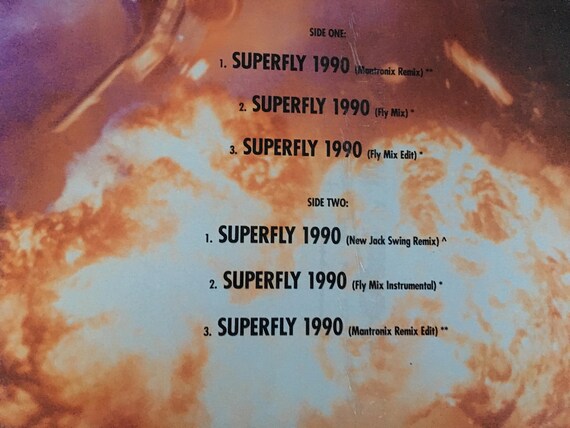 SIDE ONE:
1. SUPERFLY 1990 (Mantronix Remix) **
2. SUPERFLY 1990 (Fly Mix) *
3. SUPERFLY 1990 (Fly Mix Edit) *
SIDE TWO:
1. SUPERFLY 1990 (New Jack Swing Remix) ^
2. SUPERFLY 1990 (Fly Mix Instrumental) *
3. SUPERFLY 1990 (Mantronix Remix Edit) **